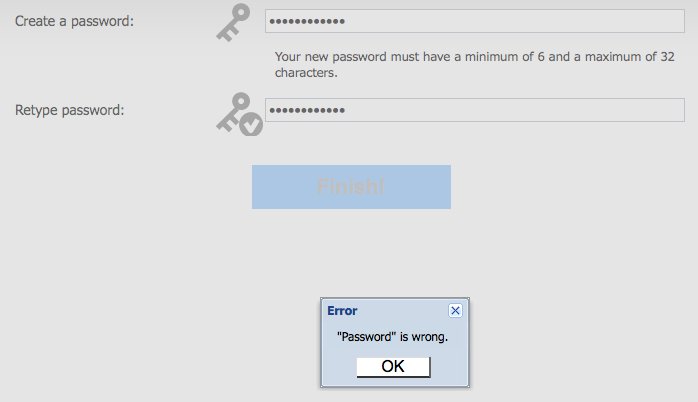 Create a password: ••••••••••••
Your new password must have a minimum of 6 and a maximum of 32
characters.
Retype password: ••••••••••••
Finish!
Error
"Password" is wrong.
OK